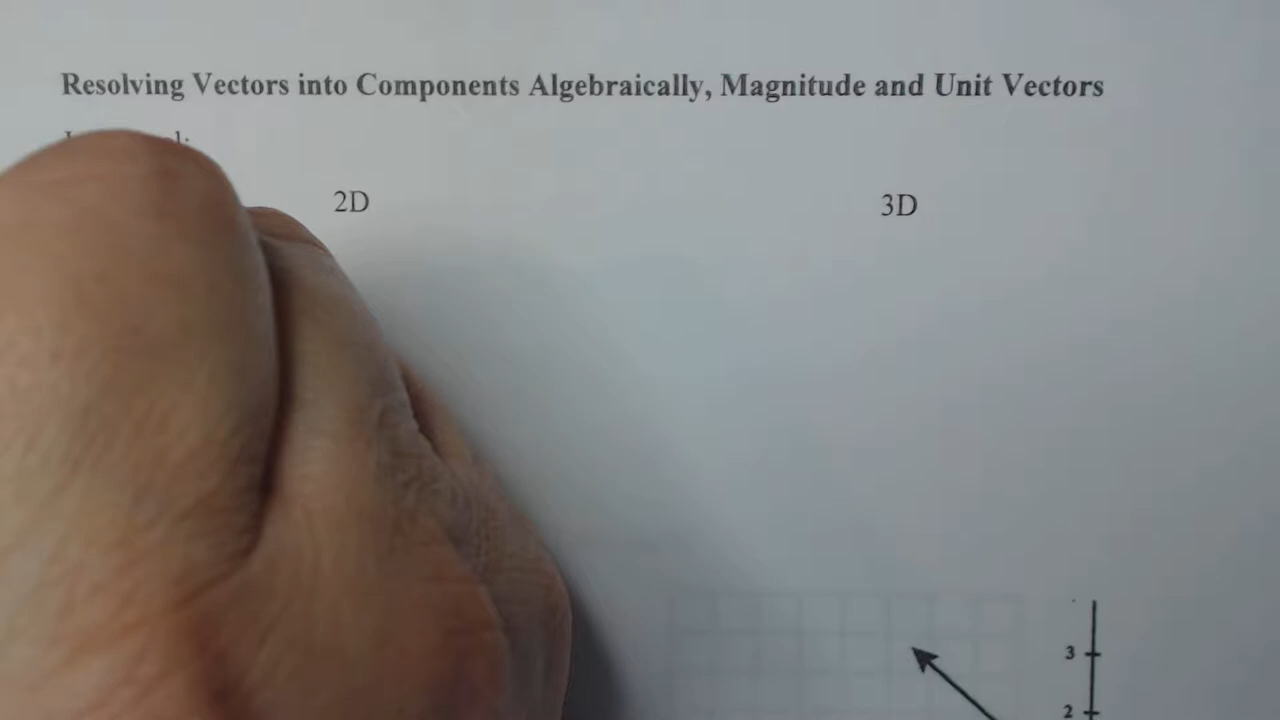 Resolving Vectors into Components Algebraically, Magnitude and Unit Vectors
2D 3D
3
2